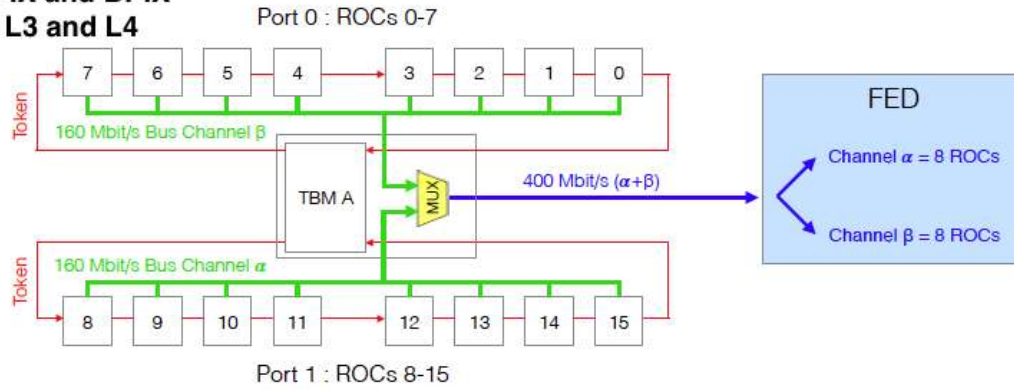 L3 and L4
Port 0 : ROCs 0-7
7 6 5 4 3 2 1 0
Token
160 Mbit/s Bus Channel β
TBM A
MUX
400 Mbit/s (α+β)
FED
Channel α = 8 ROCs
Channel β = 8 ROCs
160 Mbit/s Bus Channel α
Token
8 9 10 11 12 13 14 15
Port 1 : ROCs 8-15